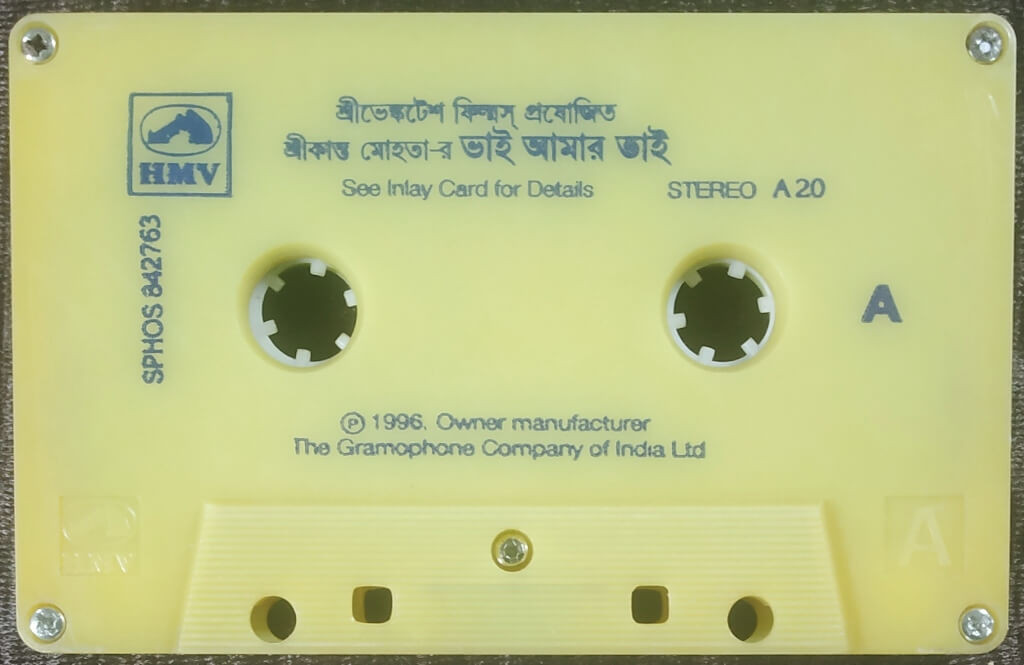 শ্রীভেঙ্কটেশ ফিল্মস্ প্রযোজিত
শ্রীকান্ত মোহতা-র ভাই আমার ভাই
See Inlay Card for Details
STEREO A 20
HMV
SPHOS 842763
A
Ⓟ 1996. Owner manufacturer
The Gramophone Company of India Ltd
HMV
A